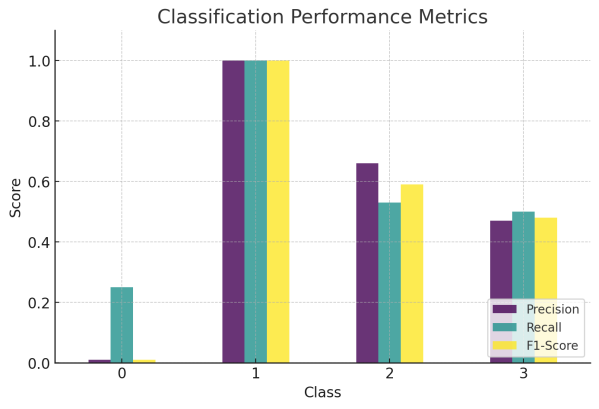 Classification Performance Metrics
1.0
0.8
0.6
0.4
0.2
0.0
Score
0 1 2 3
Class
Precision
Recall
F1-Score